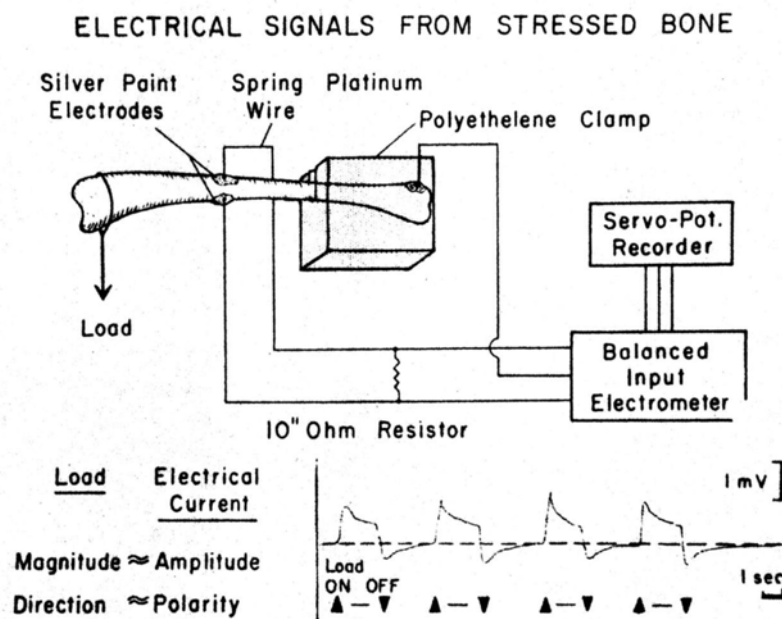 ELECTRICAL SIGNALS FROM STRESSED BONE
Silver Paint
Electrodes
Spring Platinum
Wire
Polyethelene Clamp
Servo-Pot.
Recorder
Load
Balanced
Input
Electrometer
10" Ohm Resistor
Load
Electrical
Current
Magnitude ≈ Amplitude
Direction ≈ Polarity
1 mV
Load
ON OFF
1 sec